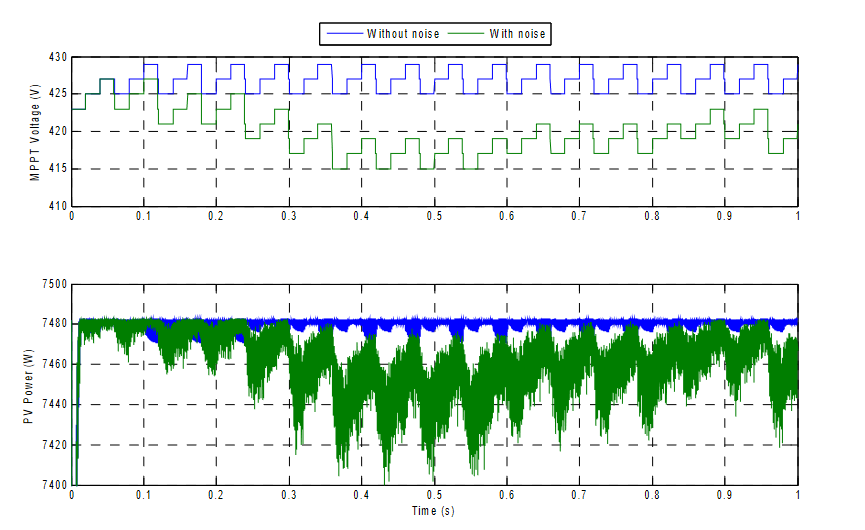 Without noise With noise
430
425
420
415
410
MPPT Voltage (V)
0 0.1 0.2 0.3 0.4 0.5 0.6 0.7 0.8 0.9 1
7500
7480
7460
7440
7420
7400
PV Power (W)
0 0.1 0.2 0.3 0.4 0.5 0.6 0.7 0.8 0.9 1
Time (s)